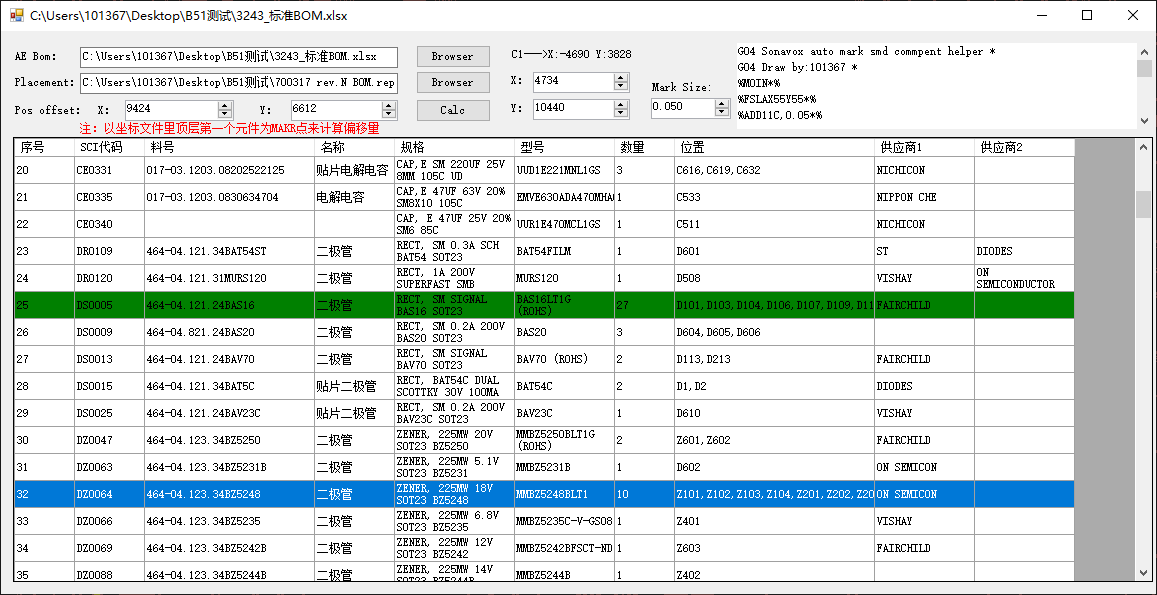 C:\Users\101367\Desktop\B51测试\3243_标准BOM.xlsx
AE Bom: C:\Users\101367\Desktop\B51测试\3243_标准BOM.xlsx Browser C1--->X:-4690 Y:3828
Placement: C:\Users\101367\Desktop\B51测试\700317 rev.N BOM.rep Browser X: 4734 Mark Size:
Pos offset: X: 9424 Y: 6612 Calc Y: 10440 0.050
注：以坐标文件里顶层第一个元件为MAKR点来计算偏移量
G04 Sonavox auto mark smd commpent helper *
G04 Draw by:101367 *
%MOIN*%
%FSLAX55Y55*%
%ADD11C,0.05*%
序号 SCI代码 料号 名称 规格 型号 数量 位置 供应商1 供应商2
20 CE0331 017-03.1203.08202522125 贴片电解电容 CAP,E SM 220UF 25V 8MM 105C UD UUD1E221MNL1GS 3 C616,C619,C632 NICHICON
21 CE0335 017-03.1203.0830634704 电解电容 CAP,E 47UF 63V 20% SM8X10 105C EMVE630ADA470MHA 1 C533 NIPPON CHE
22 CE0340 CAP, E 47UF 25V 20% SM6 85C UUR1E470MCL1GS 1 C511 NICHICON
23 DR0109 464-04.121.34BAT54ST 二极管 RECT, SM 0.3A SCH BAT54 SOT23 BAT54FILM 1 D601 ST DIODES
24 DR0120 464-04.121.31MURS120 二极管 RECT, 1A 200V SUPERFAST SMB MURS120 1 D508 VISHAY ON SEMICONDUCTOR
25 DS0005 464-04.121.24BAS16 二极管 RECT, SM SIGNAL BAS16 SOT23 BAS16LT1G (ROHS) 27 D101,D103,D104,D106,D107,D109,D11 FAIRCHILD
26 DS0009 464-04.821.24BAS20 二极管 RECT, SM 0.2A 200V BAS20 SOT23 BAS20 3 D604,D605,D606
27 DS0013 464-04.121.24BAV70 二极管 RECT, SM SIGNAL BAV70 SOT23 BAV70 (ROHS) 2 D113,D213 FAIRCHILD
28 DS0015 464-04.121.34BAT5C 贴片二极管 RECT, BAT54C DUAL SCOTTKY 30V 100MA BAT54C 2 D1,D2 DIODES
29 DS0025 464-04.121.24BAV23C 贴片二极管 RECT, SM 0.2A 200V BAV23C SOT23 BAV23C 1 D610 VISHAY
30 DZ0047 464-04.123.34BZ5250 二极管 ZENER, 225MW 20V SOT23 BZ5250 MMBZ5250BLT1G (ROHS) 2 Z601,Z602 FAIRCHILD
31 DZ0063 464-04.123.34BZ5231B 二极管 ZENER, 225MW 5.1V SOT23 BZ5231 MMBZ5231B 1 D602 ON SEMICON
32 DZ0064 464-04.123.34BZ5248 二极管 ZENER, 225MW 18V SOT23 BZ5248 MMBZ5248BLT1 10 Z101,Z102,Z103,Z104,Z201,Z202,Z20 ON SEMICON
33 DZ0066 464-04.123.34BZ5235 二极管 ZENER, 225MW 6.8V SOT23 BZ5235 MMBZ5235C-V-GS08 1 Z401 VISHAY
34 DZ0069 464-04.123.34BZ5242B 二极管 ZENER, 225MW 12V SOT23 BZ5242 MMBZ5242BFSCT-ND 1 Z603 FAIRCHILD
35 DZ0088 464-04.123.34BZ5244B 二极管 ZENER, 225MW 14V SOT23 BZ5244B MMBZ5244B 1 Z402